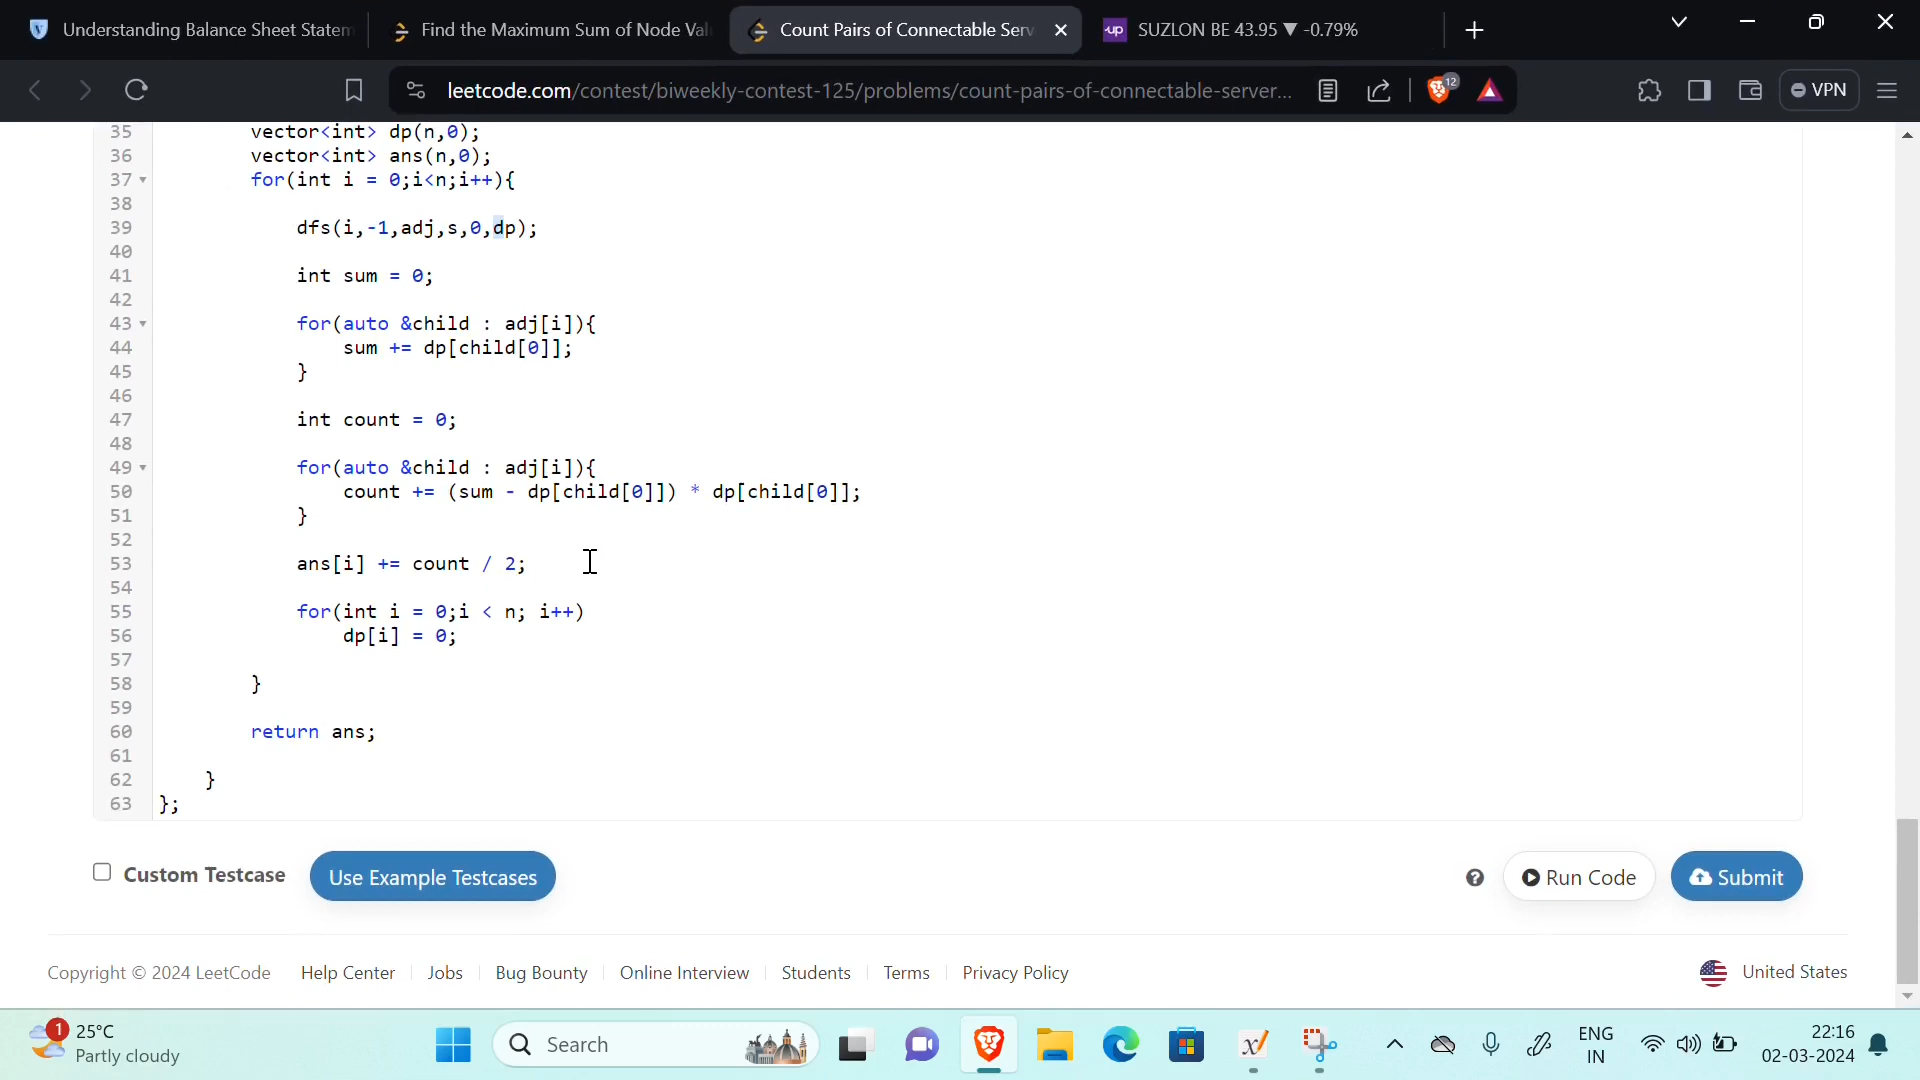 Understanding Balance Sheet Statem
Find the Maximum Sum of Node Val
Count Pairs of Connectable Serv
up SUZLON BE 43.95 ▼ -0.79%
leetcode.com/contest/biweekly-contest-125/problems/count-pairs-of-connectable-server...
12
VPN
35 vector<int> dp(n,0);
36 vector<int> ans(n,0);
37 for(int i = 0;i<n;i++){
38
39 dfs(i,-1,adj,s,0,dp);
40
41 int sum = 0;
42
43 for(auto &child : adj[i]){
44 sum += dp[child[0]];
45 }
46
47 int count = 0;
48
49 for(auto &child : adj[i]){
50 count += (sum - dp[child[0]]) * dp[child[0]];
51 }
52
53 ans[i] += count / 2;
54
55 for(int i = 0;i < n; i++)
56 dp[i] = 0;
57
58 }
59
60 return ans;
61
62 }
63 };
Custom Testcase
Use Example Testcases
Run Code
Submit
Copyright © 2024 LeetCode
Help Center
Jobs
Bug Bounty
Online Interview
Students
Terms
Privacy Policy
United States
1
25°C
Partly cloudy
Search
ENG
IN
22:16
02-03-2024